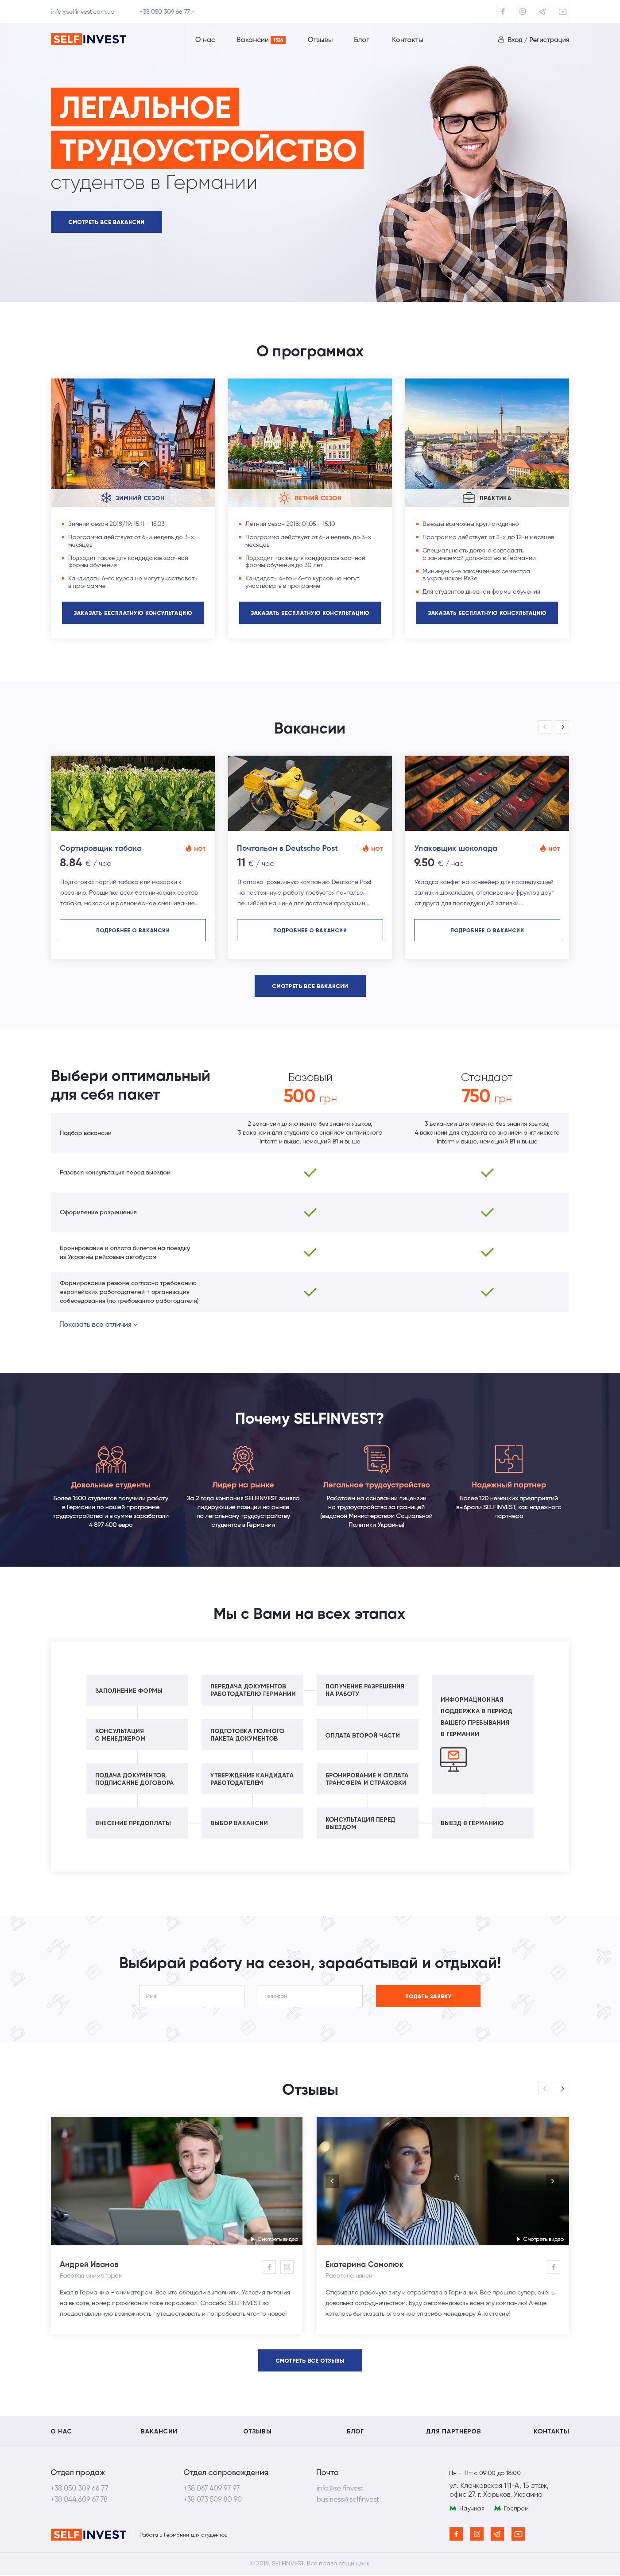 info@selfinvest.com.ua +38 050 309 66 77
SELFINVEST О нас Вакансии 1526 Отзывы Блог Контакты Вход / Регистрация
ЛЕГАЛЬНОЕ
ТРУДОУСТРОЙСТВО
студентов в Германии
СМОТРЕТЬ ВСЕ ВАКАНСИИ
О программах
ЗИМНИЙ СЕЗОН
Зимний сезон 2018/19: 15.11 - 15.03
Программа действует от 6-и недель до 3-х
месяцев
Подходит также для кандидатов заочной
формы обучения
Кандидаты 6-го курса не могут участвовать
в программе
ЗАКАЗАТЬ БЕСПЛАТНУЮ КОНСУЛЬТАЦИЮ
ЛЕТНИЙ СЕЗОН
Летний сезон 2018: 01.05 - 15.10
Программа действует от 6-и недель до 3-х
месяцев
Подходит также для кандидатов заочной
формы обучения до 30 лет
Кандидаты 4-го и 6-го курсов не могут
участвовать в программе
ЗАКАЗАТЬ БЕСПЛАТНУЮ КОНСУЛЬТАЦИЮ
ПРАКТИКА
Выезды возможны круглогодично
Программа действует от 2-х до 12-и месяцев
Специальность должна совпадать
с занимаемой должностью в Германии
Минимум 4-е законченных семестра
в украинском ВУЗе
Для студентов дневной формы обучения
ЗАКАЗАТЬ БЕСПЛАТНУЮ КОНСУЛЬТАЦИЮ
Вакансии
Сортировщик табака HOT
8.84 € / час
Подготовка партий табака или махорки к
резанию. Расщипка всех ботанических сортов
табака, махорки и равномерное смешивание...
ПОДРОБНЕЕ О ВАКАНСИИ
Почтальон в Deutsche Post HOT
11 € / час
В оптово-розничную компанию Deutsche Post
на постоянную работу требуется почтальон
пеший/на машине для доставки продукции...
ПОДРОБНЕЕ О ВАКАНСИИ
Упаковщик шоколада HOT
9.50 € / час
Укладка конфет на конвейер для последующей
заливки шоколадом, отслоивание фруктов друг
от друга для последующей заливки...
ПОДРОБНЕЕ О ВАКАНСИИ
СМОТРЕТЬ ВСЕ ВАКАНСИИ
Выбери оптимальный
для себя пакет
Базовый
500 грн
Стандарт
750 грн
Подбор вакансии
2 вакансии для клиента без знания языков,
3 вакансии для студента со знанием английского
Interm и выше, немецкий B1 и выше
3 вакансии для клиента без знания языков,
4 вакансии для студента со знанием английского
Interm и выше, немецкий B1 и выше
Разовая консультация перед выездом
Оформление разрешения
Бронирование и оплата билетов на поездку
из Украины рейсовым автобусом
Формирование резюме согласно требованию
европейских работодателей + организация
собеседования (по требованию работодателя)
Показать все отличия
Почему SELFINVEST?
Довольные студенты
Более 1500 студентов получили работу
в Германии по нашей программе
трудоустройства и в сумме заработали
4 897 400 евро
Лидер на рынке
За 2 года компания SELFINVEST заняла
лидирующие позиции на рынке
по легальному трудоустройству
студентов в Германии
Легальное трудоустройство
Работаем на основании лицензии
на трудоустройство за границей
(выданой Министерством Социальной
Политики Украины)
Надежный партнер
Более 120 немецких предприятий
выбрали SELFINVEST, как надежного
партнера
Мы с Вами на всех этапах
ЗАПОЛНЕНИЕ ФОРМЫ
КОНСУЛЬТАЦИЯ
С МЕНЕДЖЕРОМ
ПОДАЧА ДОКУМЕНТОВ,
ПОДПИСАНИЕ ДОГОВОРА
ВНЕСЕНИЕ ПРЕДОПЛАТЫ
ПЕРЕДАЧА ДОКУМЕНТОВ
РАБОТОДАТЕЛЮ ГЕРМАНИИ
ПОДГОТОВКА ПОЛНОГО
ПАКЕТА ДОКУМЕНТОВ
УТВЕРЖДЕНИЕ КАНДИДАТА
РАБОТОДАТЕЛЕМ
ВЫБОР ВАКАНСИИ
ПОЛУЧЕНИЕ РАЗРЕШЕНИЯ
НА РАБОТУ
ОПЛАТА ВТОРОЙ ЧАСТИ
БРОНИРОВАНИЕ И ОПЛАТА
ТРАНСФЕРА И СТРАХОВКИ
КОНСУЛЬТАЦИЯ ПЕРЕД
ВЫЕЗДОМ
ИНФОРМАЦИОННАЯ
ПОДДЕРЖКА В ПЕРИОД
ВАШЕГО ПРЕБЫВАНИЯ
В ГЕРМАНИИ
ВЫЕЗД В ГЕРМАНИЮ
Выбирай работу на сезон, зарабатывай и отдыхай!
Имя Телефон ПОДАТЬ ЗАЯВКУ
Отзывы
Смотреть видео
Андрей Иванов
Работал аниматором
Ехал в Германию - аниматором. Все что обещали выполнили. Условия питания
на высоте, номер проживания тоже порадовал. Спасибо SELFINVEST за
предоставленную возможность путешествовать и попробовать что-то новое!
Смотреть видео
Екатерина Самолюк
Работала няней
Открывала рабочую визу и отработала в Германии. Все прошло супер, очень
довольна сотрудничеством. Буду рекомендовать всем эту компанию! А еще
хотелось бы сказать огромное спасибо менеджеру Анастасие!
СМОТРЕТЬ ВСЕ ОТЗЫВЫ
О НАС ВАКАНСИИ ОТЗЫВЫ БЛОГ ДЛЯ ПАРТНЕРОВ КОНТАКТЫ
Отдел продаж
+38 050 309 66 77
+38 044 609 67 78
Отдел сопровождения
+38 067 409 97 97
+38 073 509 80 90
Почта
info@selfinvest
business@selfinvest
Пн — Пт: с 09:00 до 18:00
ул. Клочковская 111-А, 15 этаж,
офис 27, г. Харьков, Украина
Научная Госпром
SELFINVEST Работа в Германии для студентов
© 2018. SELFINVEST. Все права защищены